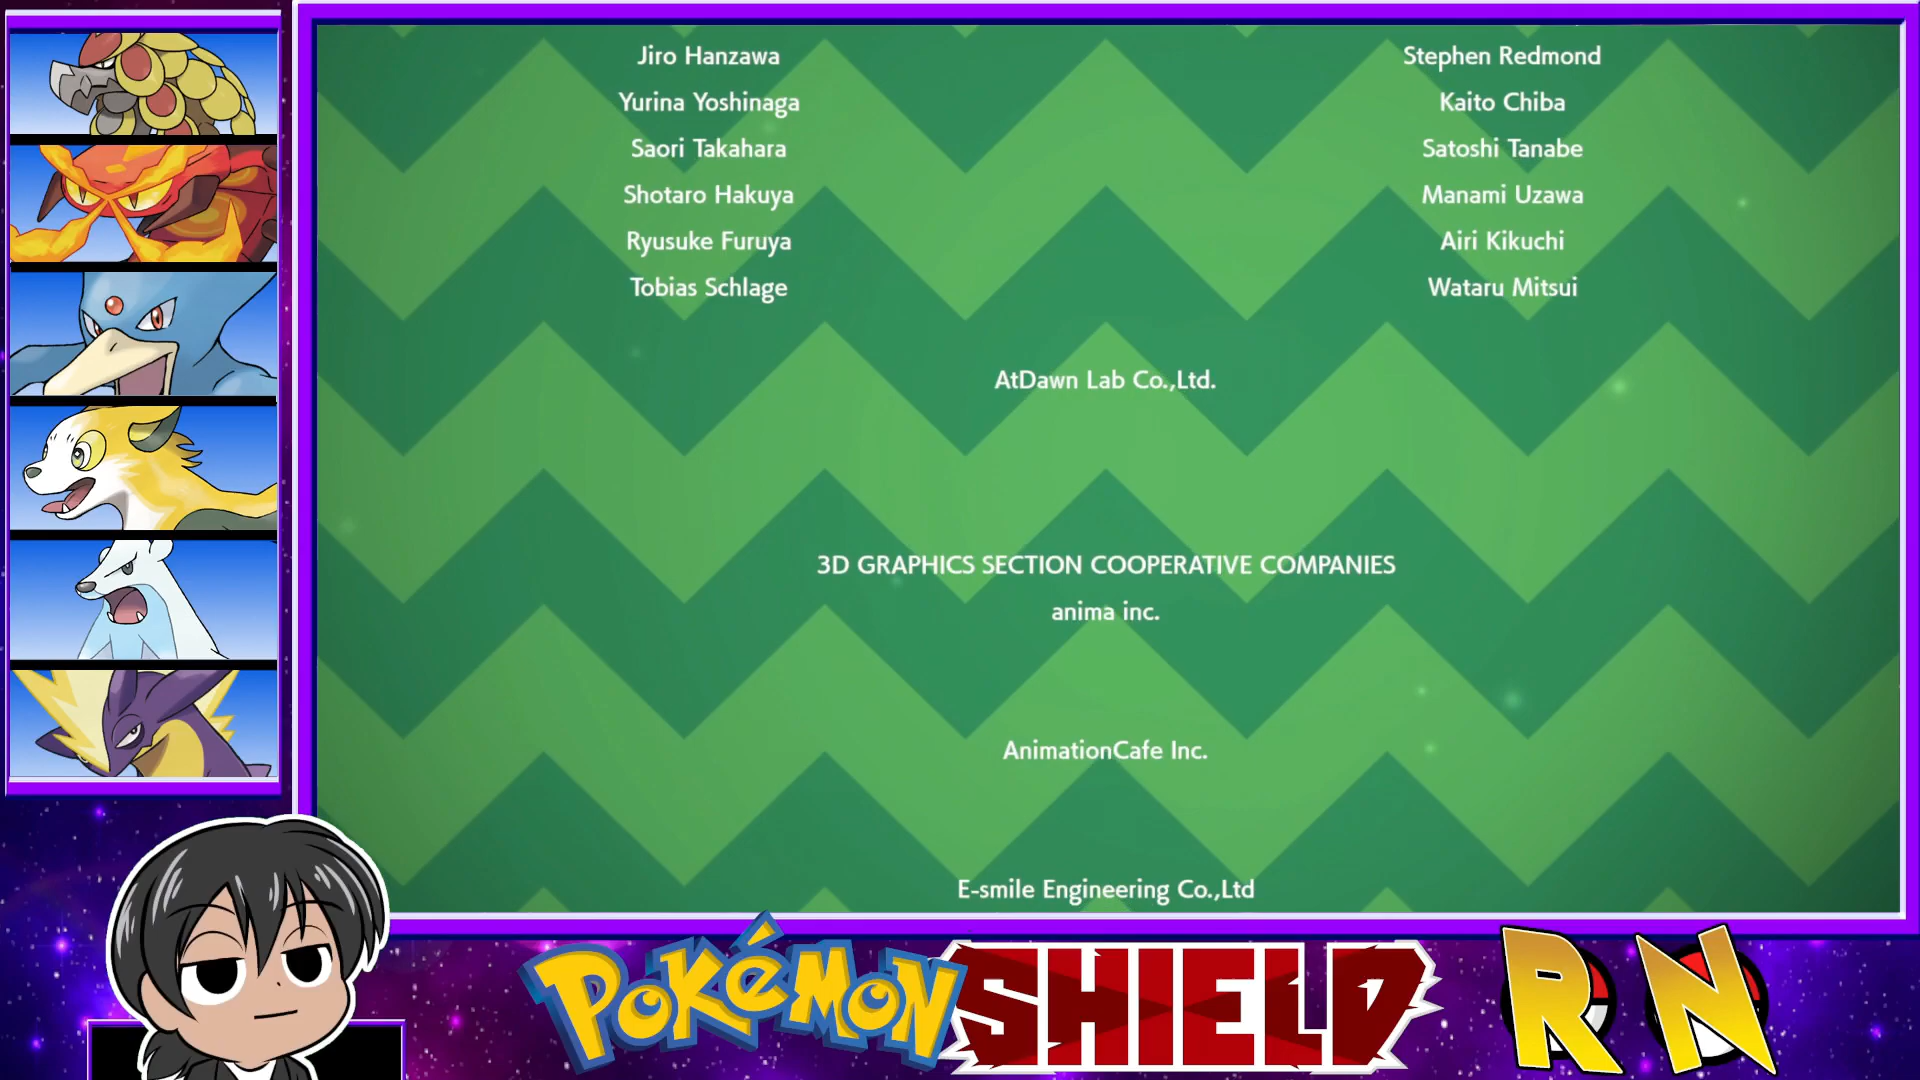 Jiro Hanzawa
Stephen Redmond
Yurina Yoshinaga
Kaito Chiba
Saori Takahara
Satoshi Tanabe
Shotaro Hakuya
Manami Uzawa
Ryusuke Furuya
Airi Kikuchi
Tobias Schlage
Wataru Mitsui
AtDawn Lab Co.,Ltd.
3D GRAPHICS SECTION COOPERATIVE COMPANIES
anima inc.
AnimationCafe Inc.
E-smile Engineering Co.,Ltd
POKéMON SHIELD RN